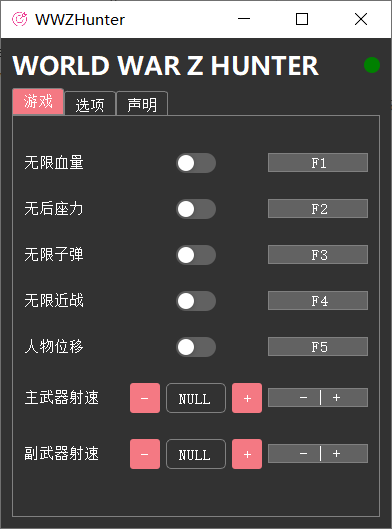 WWZHunter
WORLD WAR Z HUNTER
游戏 选项 声明
无限血量 F1
无后座力 F2
无限子弹 F3
无限近战 F4
人物位移 F5
主武器射速 - NULL + - | +
副武器射速 - NULL + - | +